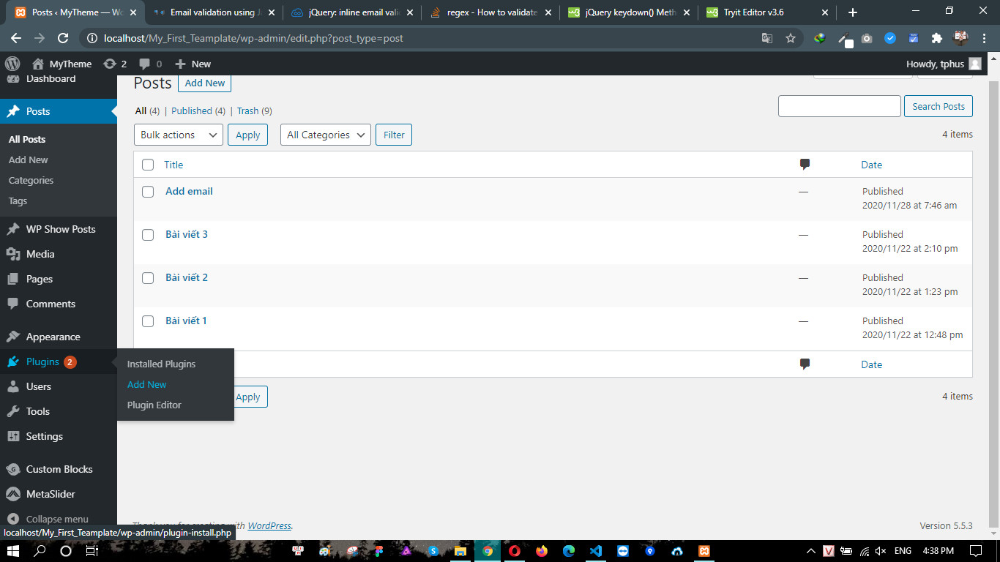 Posts ‹ MyTheme — Wo
Email validation using Ja
jQuery: inline email vali
regex - How to validate
jQuery keydown() Meth
Tryit Editor v3.6
localhost/My_First_Teamplate/wp-admin/edit.php?post_type=post
MyTheme 2 0 New
Howdy, tphus
Dashboard
Posts
All Posts
Add New
Categories
Tags
WP Show Posts
Media
Pages
Comments
Appearance
Plugins 2
Users
Tools
Settings
Custom Blocks
MetaSlider
Collapse menu
Installed Plugins
Add New
Plugin Editor
Posts Add New
All (4) | Published (4) | Trash (9)
Search Posts
Bulk actions Apply All Categories Filter
4 items
Title Date
Add email — Published
2020/11/28 at 7:46 am
Bài viết 3 — Published
2020/11/22 at 2:10 pm
Bài viết 2 — Published
2020/11/22 at 1:23 pm
Bài viết 1 — Published
2020/11/22 at 12:48 pm
Date
Apply
4 items
Thank you for creating with WordPress.
Version 5.5.3
localhost/My_First_Teamplate/wp-admin/plugin-install.php
ENG 4:38 PM